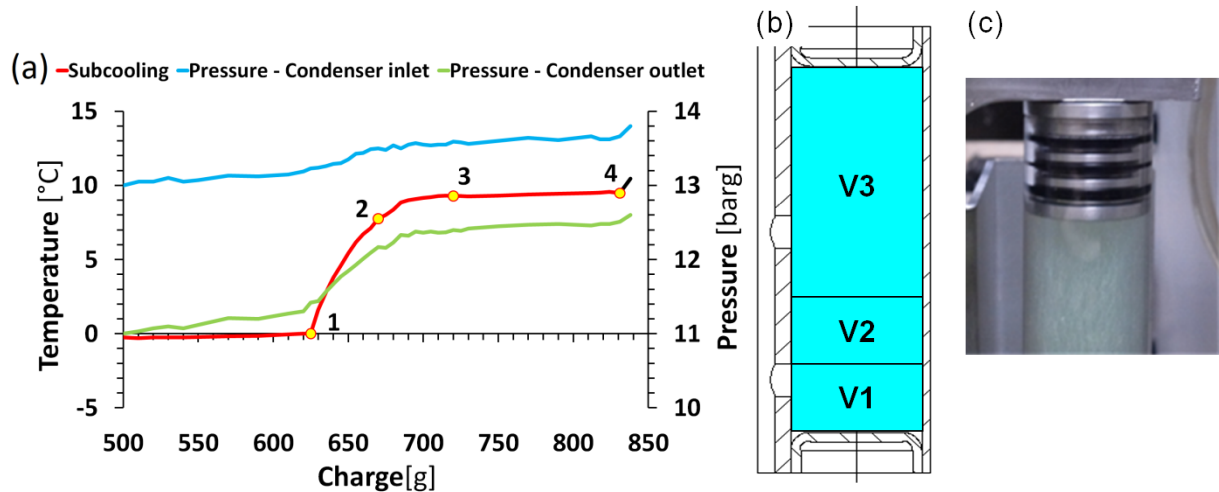 (a)
Subcooling Pressure - Condenser inlet Pressure - Condenser outlet
Temperature [°C]
15
10
5
0
-5
1
2
3
4
14
13
12
11
10
Pressure [barg]
500 550 600 650 700 750 800 850
Charge[g]
(b)
V3
V2
V1
(c)